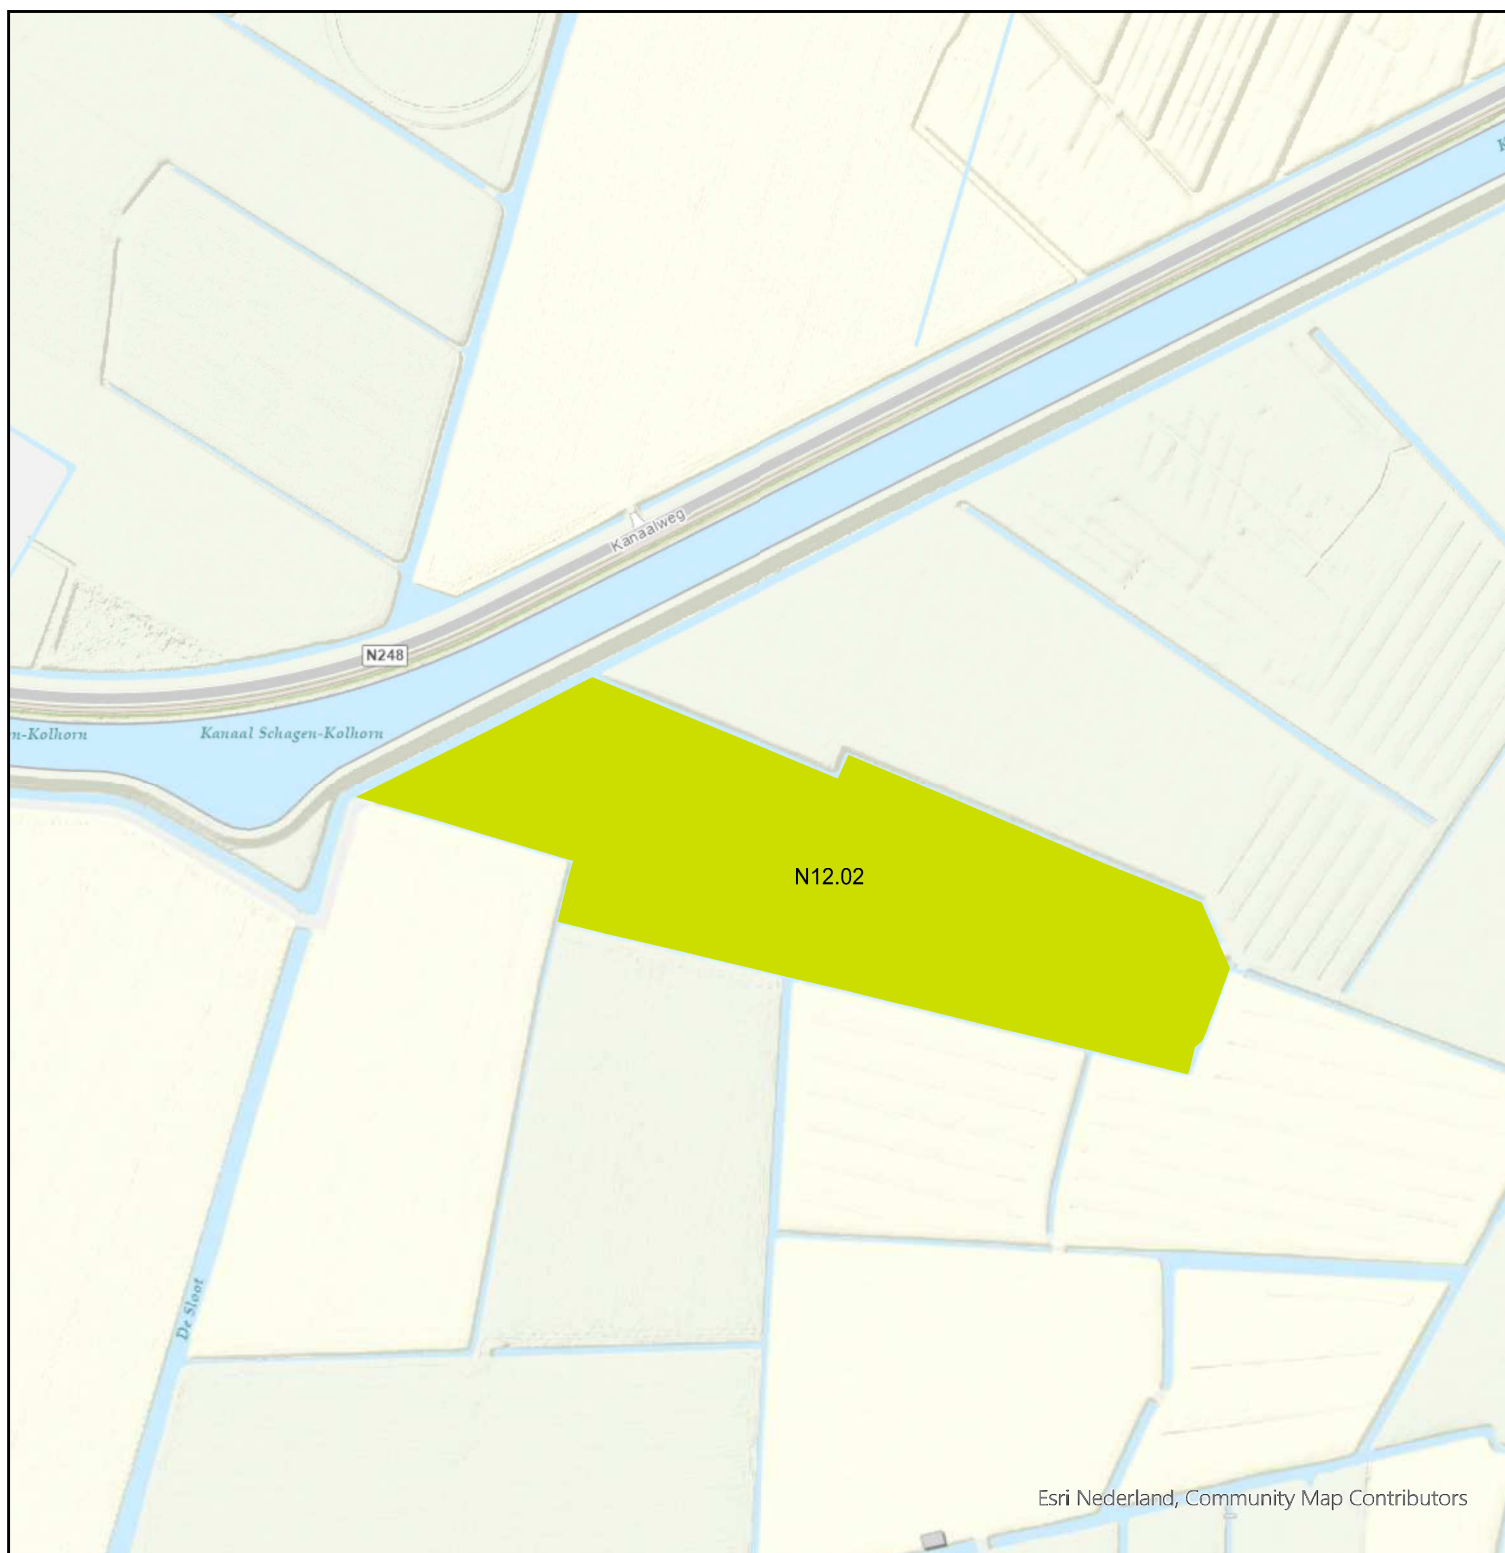 Kanaalweg
N248
n-Kolhorn
Kanaal Schagen-Kolhorn
N12.02
De Sloot
Esri Nederland, Community Map Contributors